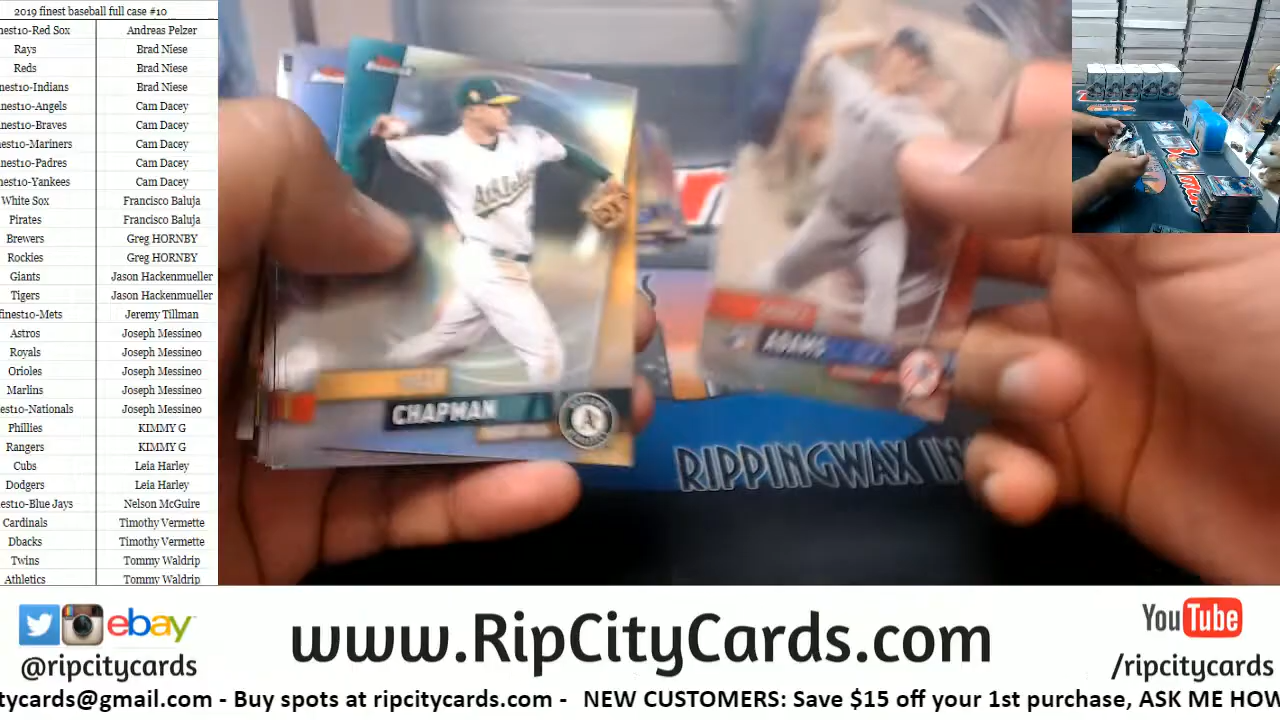 2019 finest baseball full case #10
nest10-Red Sox Andreas Pelzer
Rays Brad Niese
Reds Brad Niese
nest10-Indians Brad Niese
nest10-Angels Cam Dacey
nest10-Braves Cam Dacey
nest10-Mariners Cam Dacey
nest10-Padres Cam Dacey
nest10-Yankees Cam Dacey
White Sox Francisco Baluja
Pirates Francisco Baluja
Brewers Greg HORNBY
Rockies Greg HORNBY
Giants Jason Hackenmueller
Tigers Jason Hackenmueller
finest10-Mets Jeremy Tillman
Astros Joseph Messineo
Royals Joseph Messineo
Orioles Joseph Messineo
Marlins Joseph Messineo
est10-Nationals Joseph Messineo
Phillies KIMMY G
Rangers KIMMY G
Cubs Leia Harley
Dodgers Leia Harley
est10-Blue Jays Nelson McGuire
Cardinals Timothy Vermette
Dbacks Timothy Vermette
Twins Tommy Waldrip
Athletics Tommy Waldrip
Athletics
CHAPMAN
A
ADAMS
RIPPINGWAX IN
ebay
@ripcitycards
www.RipCityCards.com
YouTube
/ripcitycards
tycards@gmail.com - Buy spots at ripcitycards.com - NEW CUSTOMERS: Save $15 off your 1st purchase, ASK ME HOW